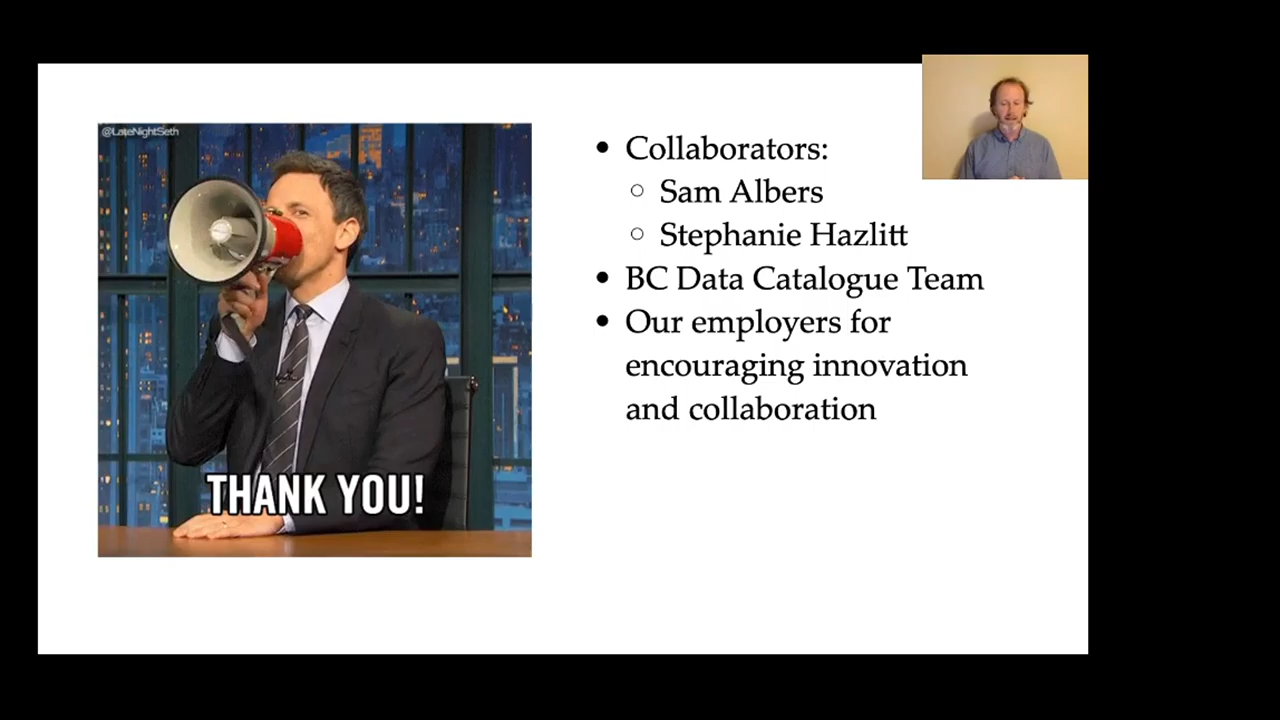 @LateNightSeth
THANK YOU!
• Collaborators:
○ Sam Albers
○ Stephanie Hazlitt
• BC Data Catalogue Team
• Our employers for
encouraging innovation
and collaboration